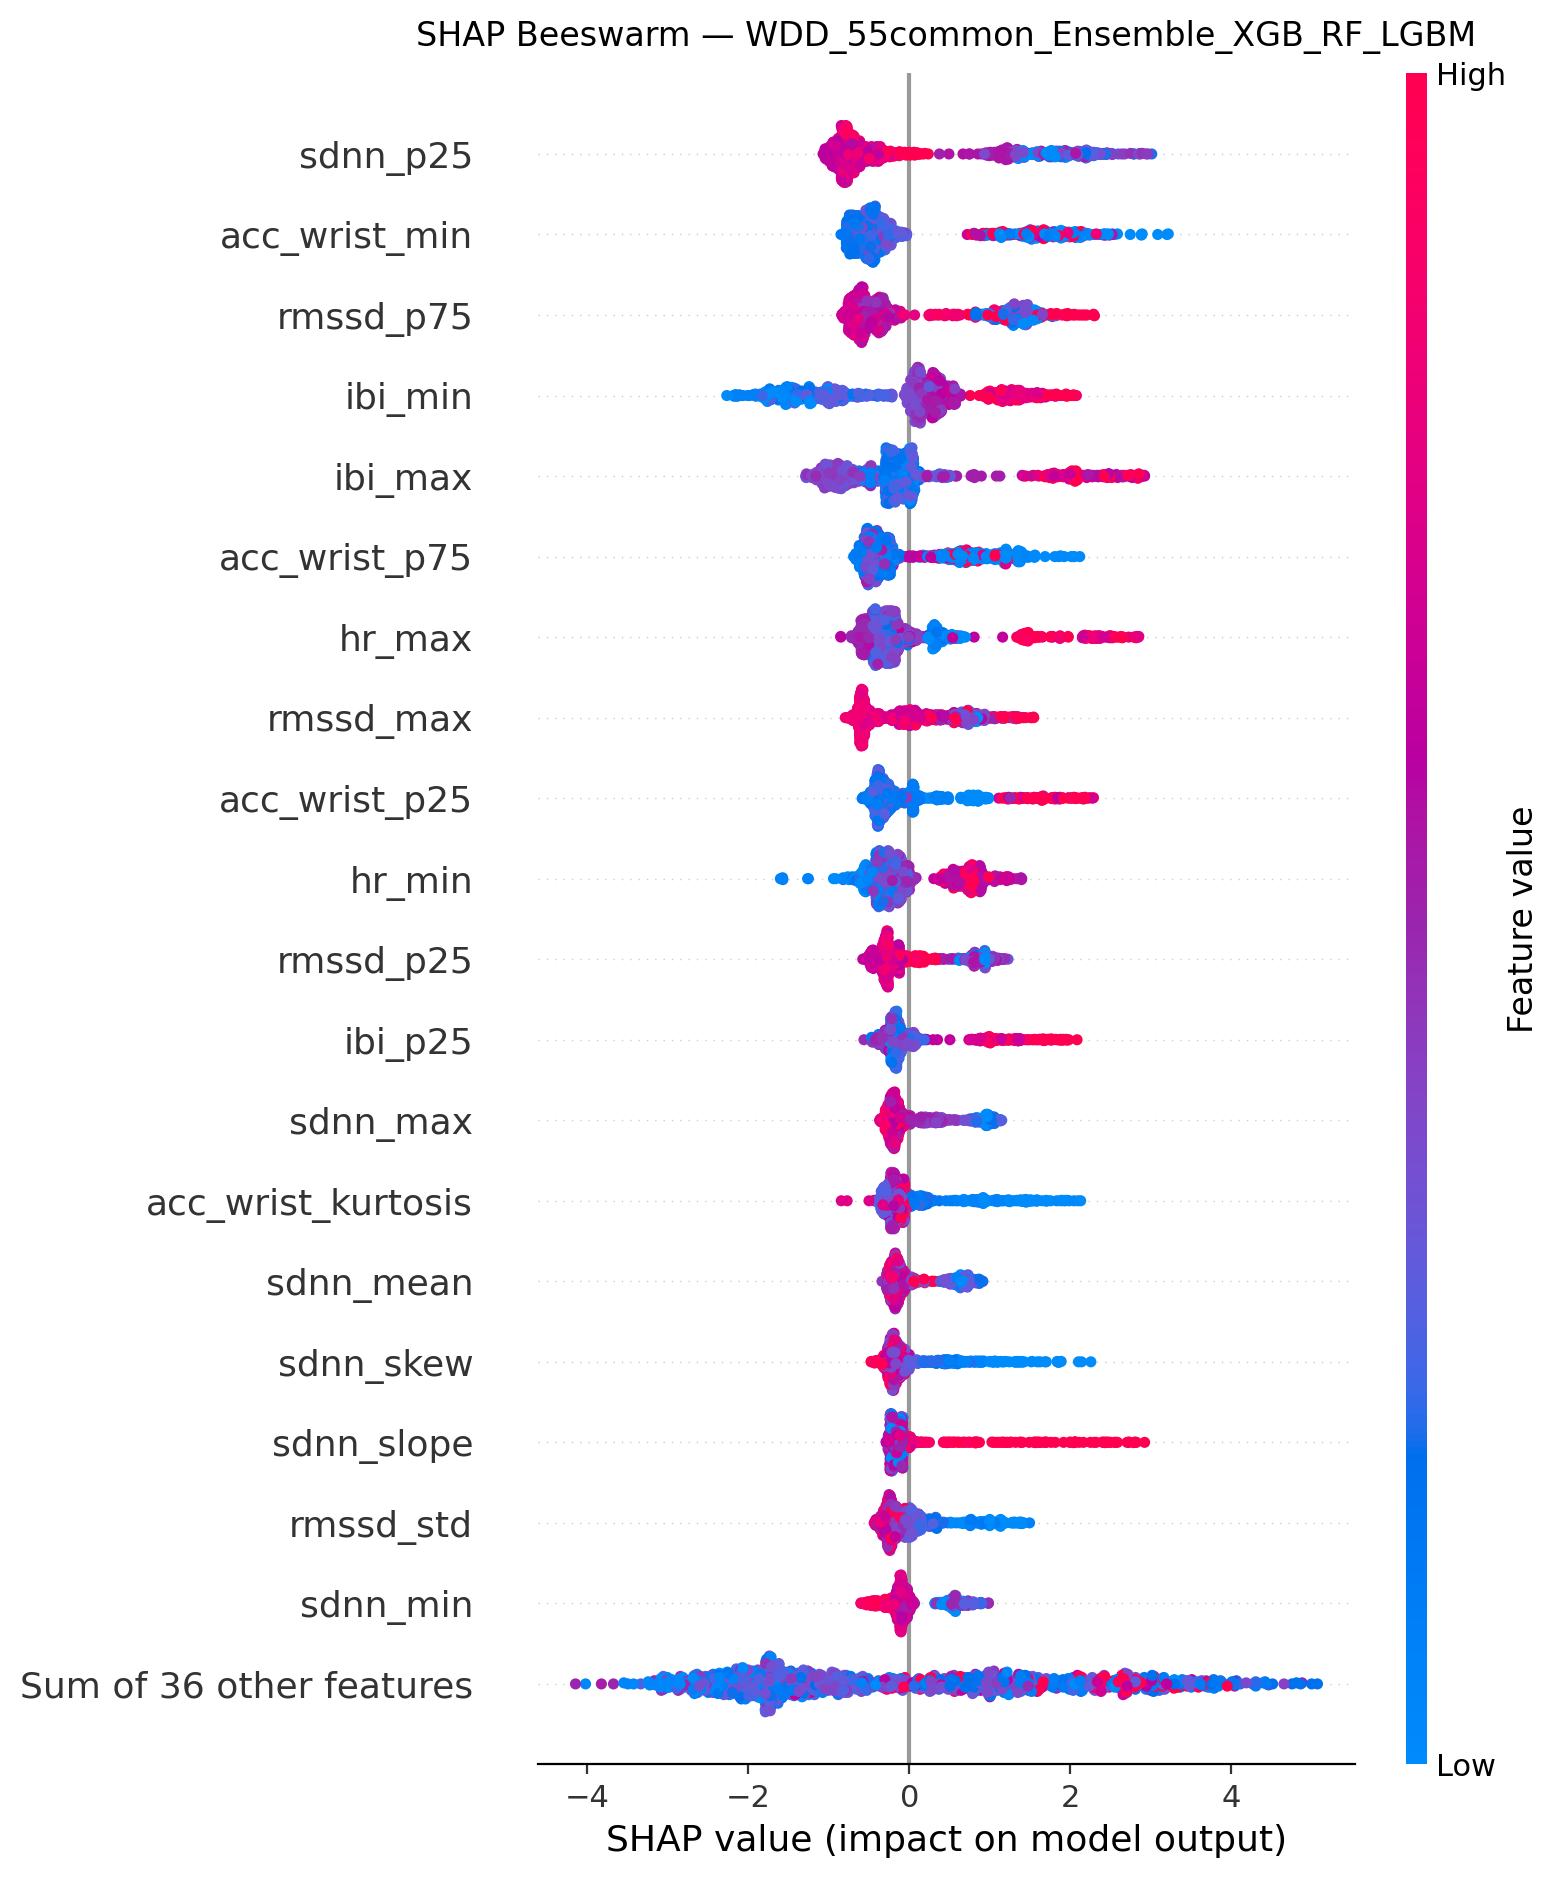 SHAP Beeswarm — WDD_55common_Ensemble_XGB_RF_LGBM
High
sdnn_p25
acc_wrist_min
rmssd_p75
ibi_min
ibi_max
acc_wrist_p75
hr_max
rmssd_max
acc_wrist_p25
hr_min
rmssd_p25
ibi_p25
sdnn_max
acc_wrist_kurtosis
sdnn_mean
sdnn_skew
sdnn_slope
rmssd_std
sdnn_min
Sum of 36 other features
Feature value
Low
−4 −2 0 2 4
SHAP value (impact on model output)